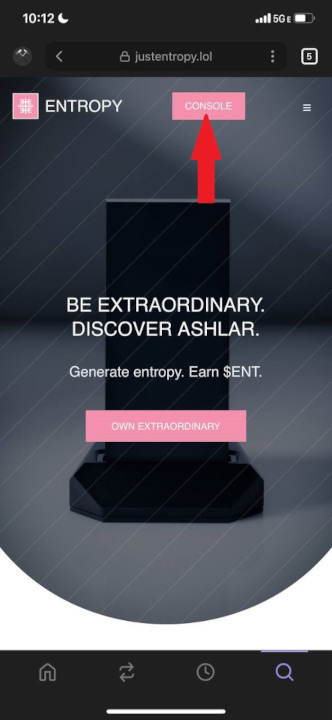 10:12
5G E
justentropy.lol
5
ENTROPY
CONSOLE
BE EXTRAORDINARY.
DISCOVER ASHLAR.
Generate entropy. Earn $ENT.
OWN EXTRAORDINARY